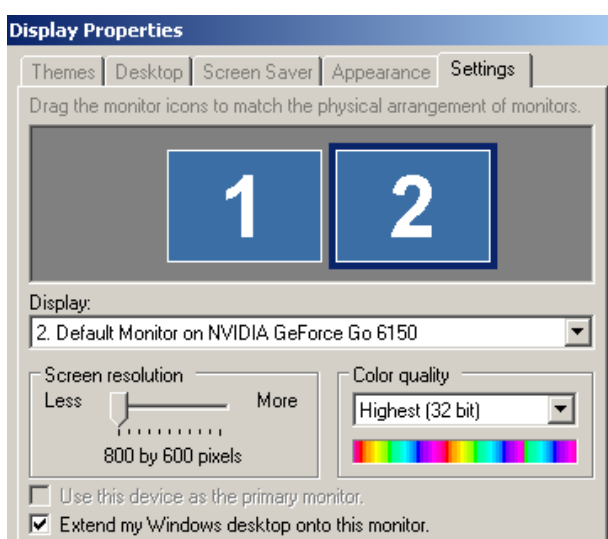 Display Properties
Themes Desktop Screen Saver Appearance Settings
Drag the monitor icons to match the physical arrangement of monitors.
1 2
Display:
2. Default Monitor on NVIDIA GeForce Go 6150
Screen resolution Color quality
Less More Highest (32 bit)
800 by 600 pixels
Use this device as the primary monitor.
Extend my Windows desktop onto this monitor.